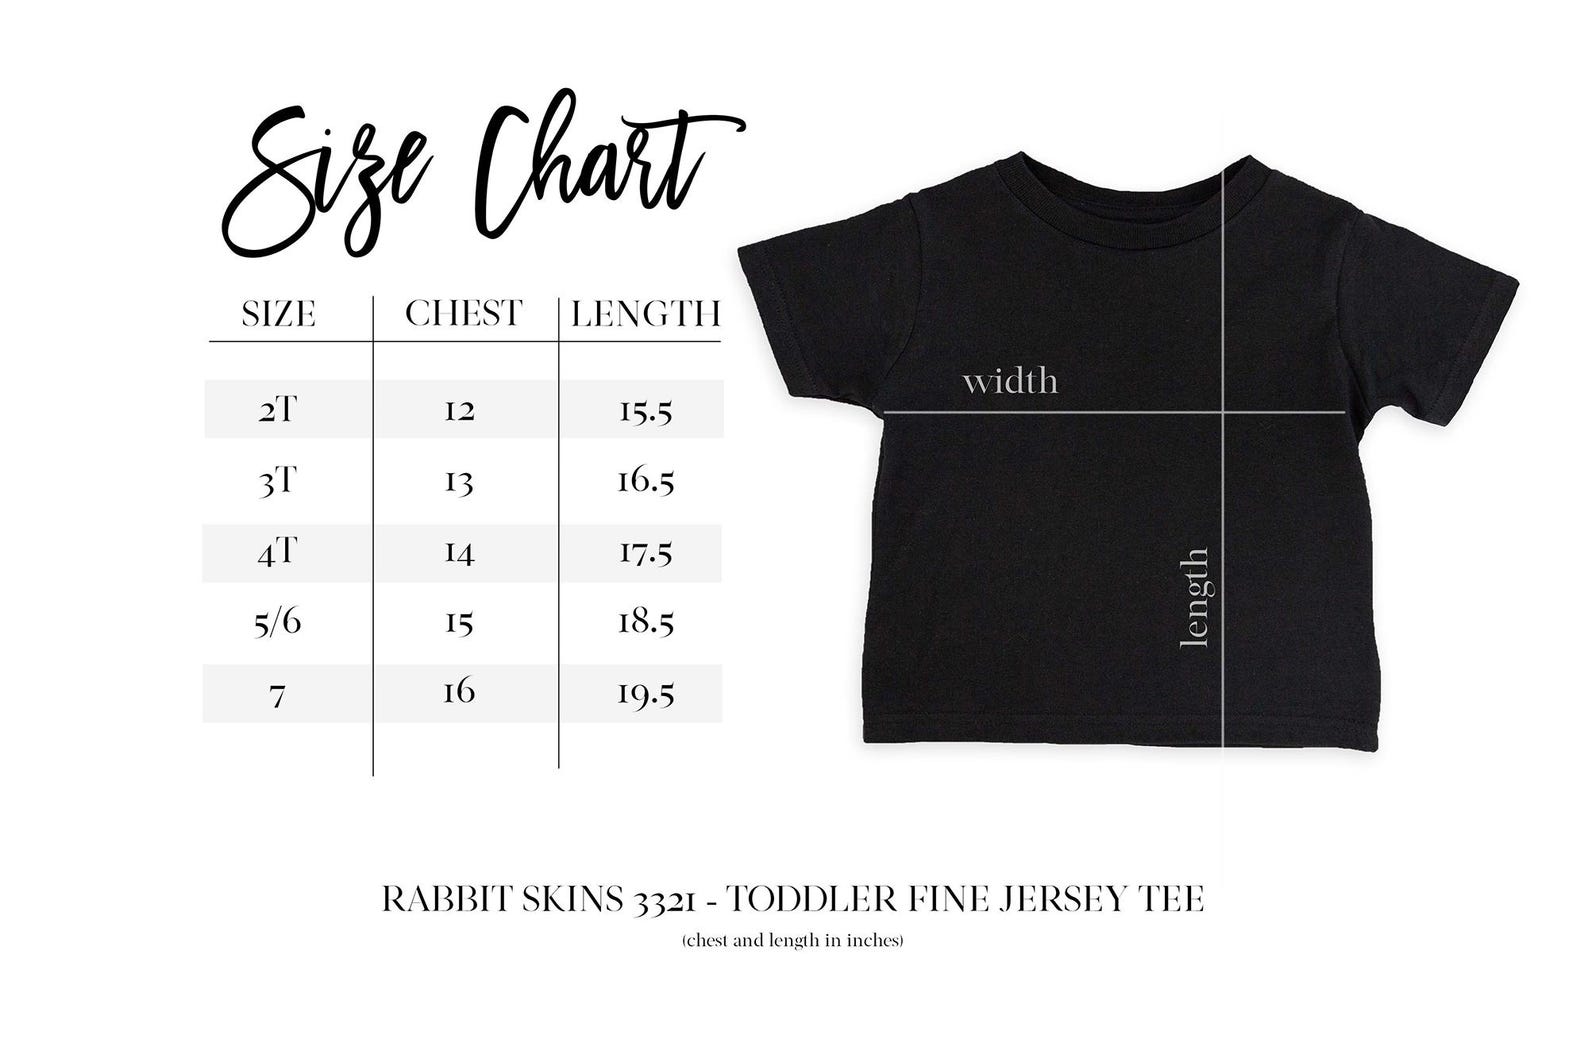 Size Chart
SIZE CHEST LENGTH
2T 12 15.5
3T 13 16.5
4T 14 17.5
5/6 15 18.5
7 16 19.5
width
length
RABBIT SKINS 3321 - TODDLER FINE JERSEY TEE
(chest and length in inches)